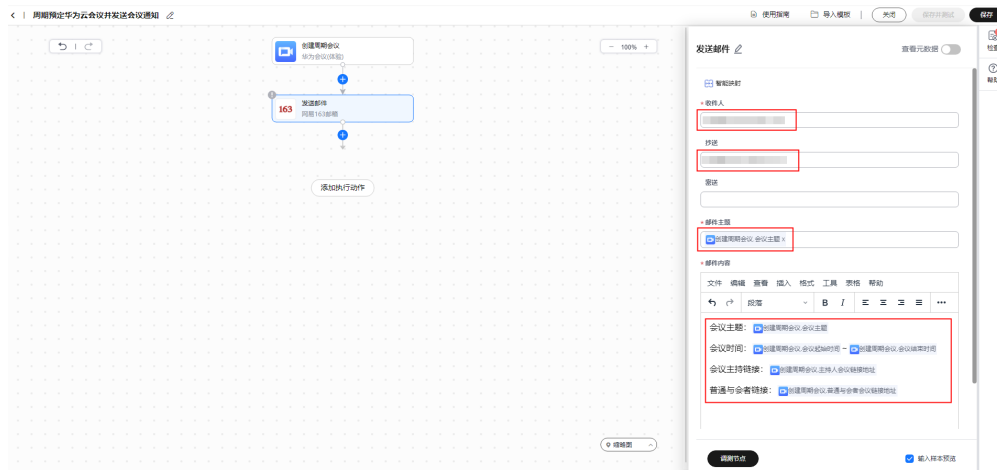 周期预定华为云会议并发送会议通知
使用指南
导入模板
关闭
保存并测试
保存
100%
创建周期会议
华为会议(体验)
163
发送邮件
网易163邮箱
添加执行动作
缩略图
发送邮件
查看元数据
智能映射
* 收件人
抄送
密送
* 邮件主题
创建周期会议.会议主题 x
* 邮件内容
文件 编辑 查看 插入 格式 工具 表格 帮助
段落 B I
会议主题： 创建周期会议.会议主题
会议时间： 创建周期会议.会议起始时间 – 创建周期会议.会议结束时间
会议主持链接： 创建周期会议.主持人会议链接地址
普通与会者链接： 创建周期会议.普通与会者会议链接地址
调测节点
输入样本预览
检查
帮助